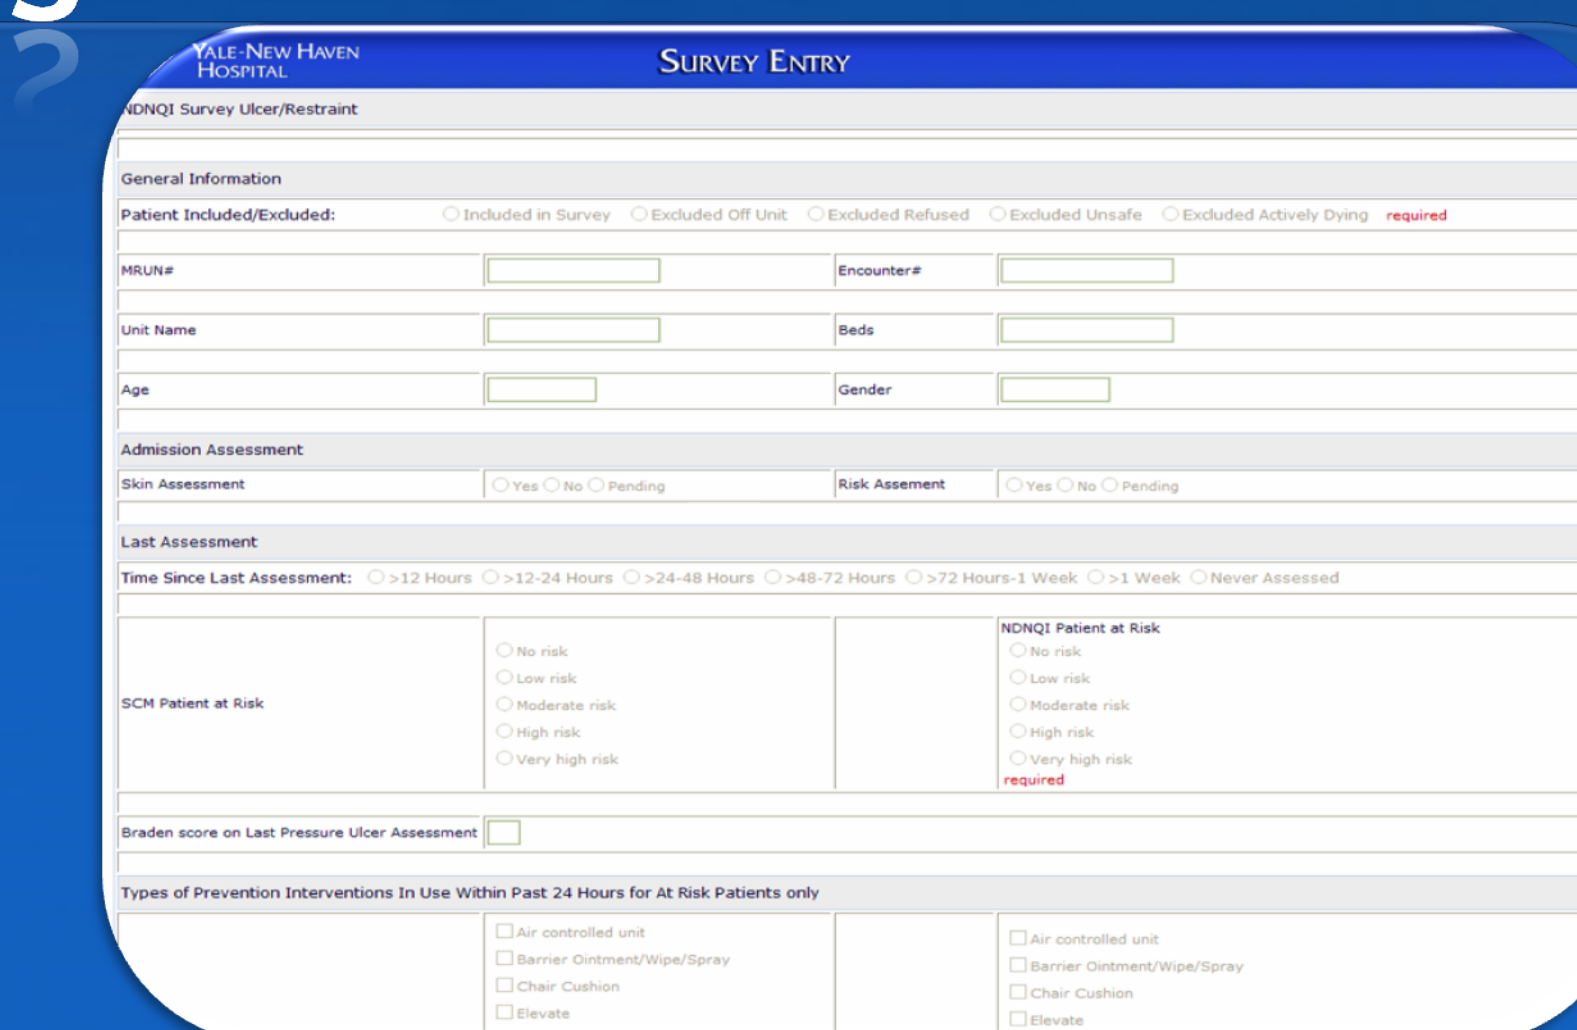 YALE-NEW HAVEN
HOSPITAL
SURVEY ENTRY
NDNQI Survey Ulcer/Restraint
General Information
Patient Included/Excluded: Included in Survey Excluded Off Unit Excluded Refused Excluded Unsafe Excluded Actively Dying required
MRUN# Encounter#
Unit Name Beds
Age Gender
Admission Assessment
Skin Assessment Yes No Pending Risk Assement Yes No Pending
Last Assessment
Time Since Last Assessment: >12 Hours >12-24 Hours >24-48 Hours >48-72 Hours >72 Hours-1 Week >1 Week Never Assessed
SCM Patient at Risk
No risk
Low risk
Moderate risk
High risk
Very high risk
NDNQI Patient at Risk
No risk
Low risk
Moderate risk
High risk
Very high risk
required
Braden score on Last Pressure Ulcer Assessment
Types of Prevention Interventions In Use Within Past 24 Hours for At Risk Patients only
Air controlled unit
Barrier Ointment/Wipe/Spray
Chair Cushion
Elevate
Air controlled unit
Barrier Ointment/Wipe/Spray
Chair Cushion
Elevate